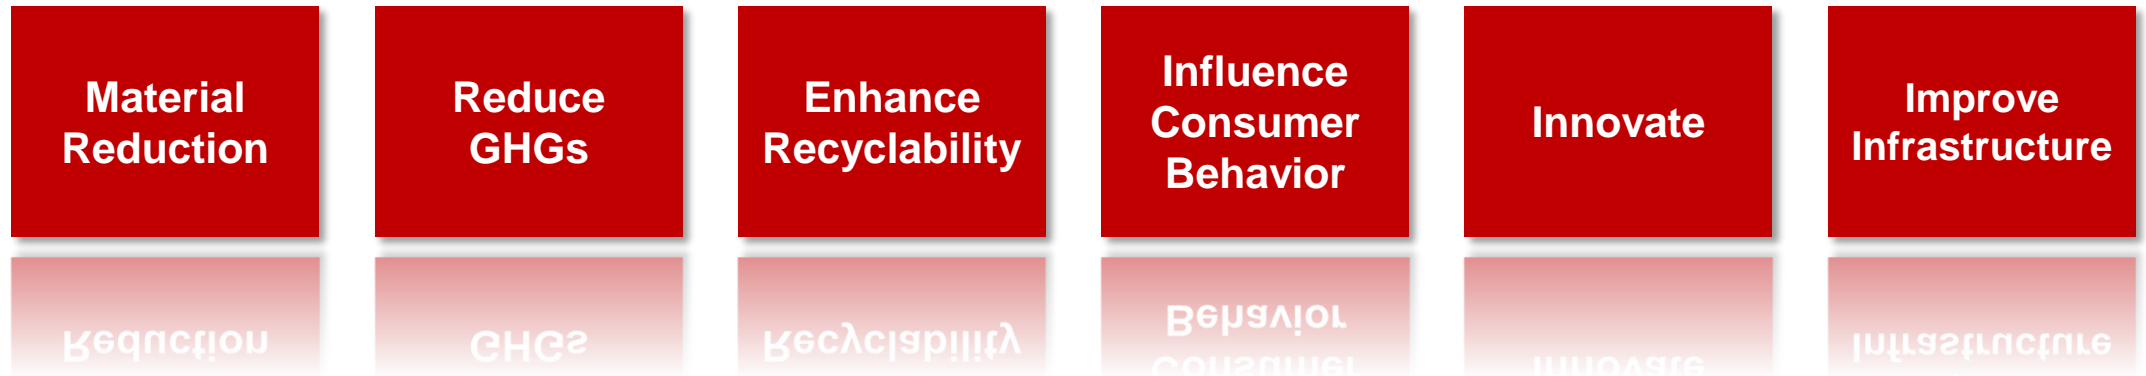 Material
Reduction
Reduce
GHGs
Enhance
Recyclability
Influence
Consumer
Behavior
Innovate
Improve
Infrastructure